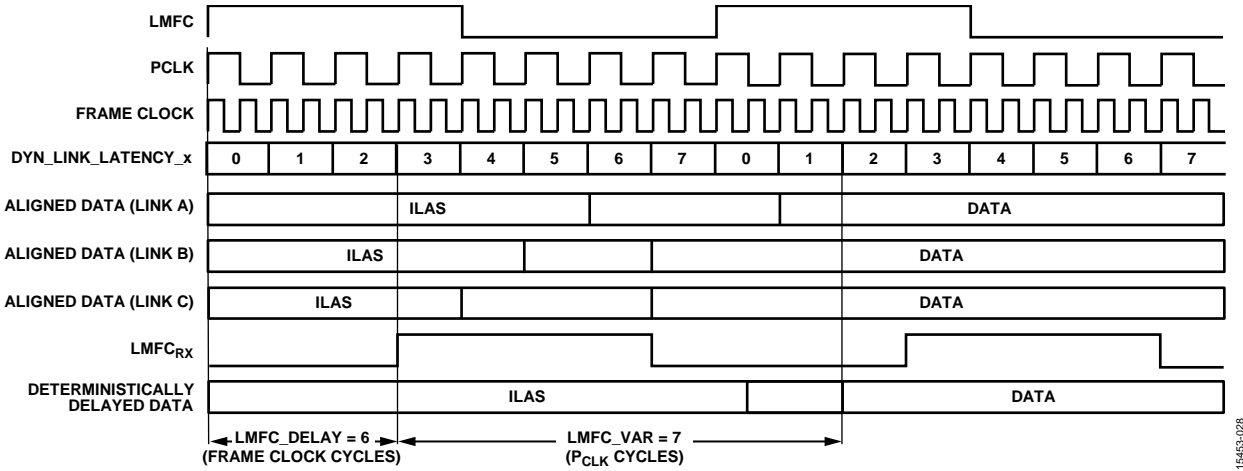 LMFC
PCLK
FRAME CLOCK
DYN_LINK_LATENCY_x 0 1 2 3 4 5 6 7 0 1 2 3 4 5 6 7
ALIGNED DATA (LINK A) ILAS DATA
ALIGNED DATA (LINK B) ILAS DATA
ALIGNED DATA (LINK C) ILAS DATA
LMFCRX
DETERMINISTICALLY
DELAYED DATA ILAS DATA
LMFC_DELAY = 6 LMFC_VAR = 7
(FRAME CLOCK CYCLES) (PCLK CYCLES)
15453-028